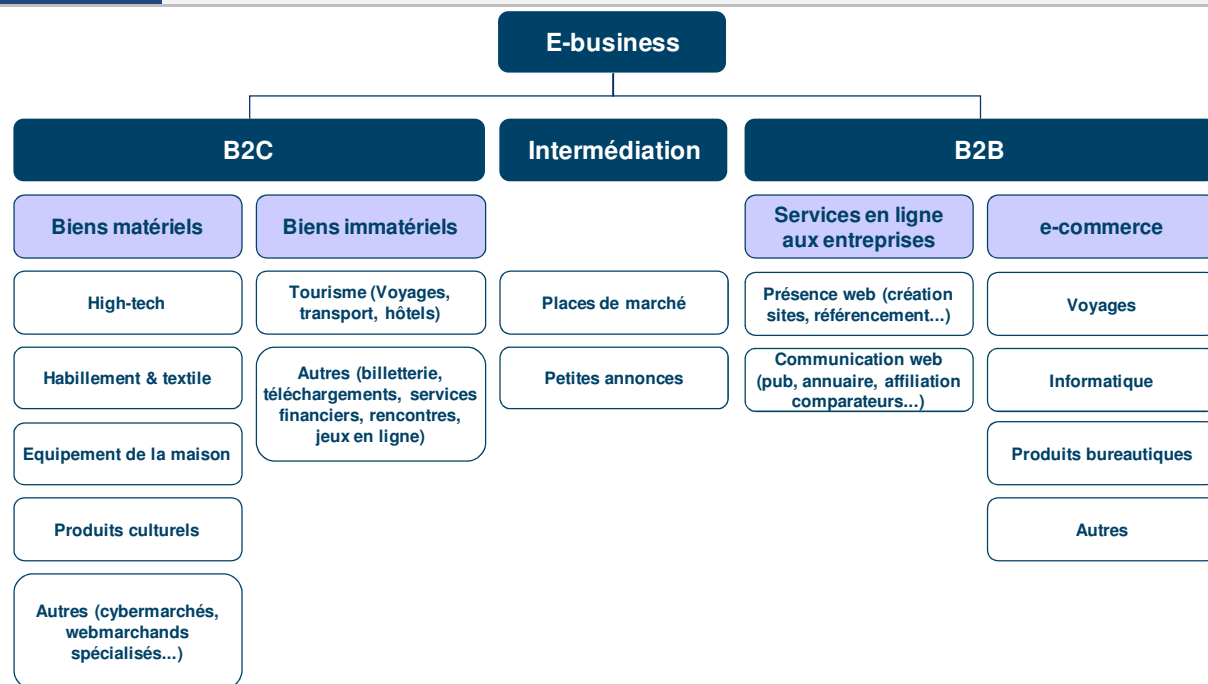 E-business
B2C
Intermédiation
B2B
Biens matériels
Biens immatériels
Services en ligne
aux entreprises
e-commerce
High-tech
Tourisme (Voyages,
transport, hôtels)
Places de marché
Présence web (création
sites, référencement...)
Voyages
Habillement & textile
Autres (billetterie,
téléchargements, services
financiers, rencontres,
jeux en ligne)
Petites annonces
Communication web
(pub, annuaire, affiliation
comparateurs...)
Informatique
Equipement de la maison
Produits bureautiques
Produits culturels
Autres
Autres (cybermarchés,
webmarchands
spécialisés...)